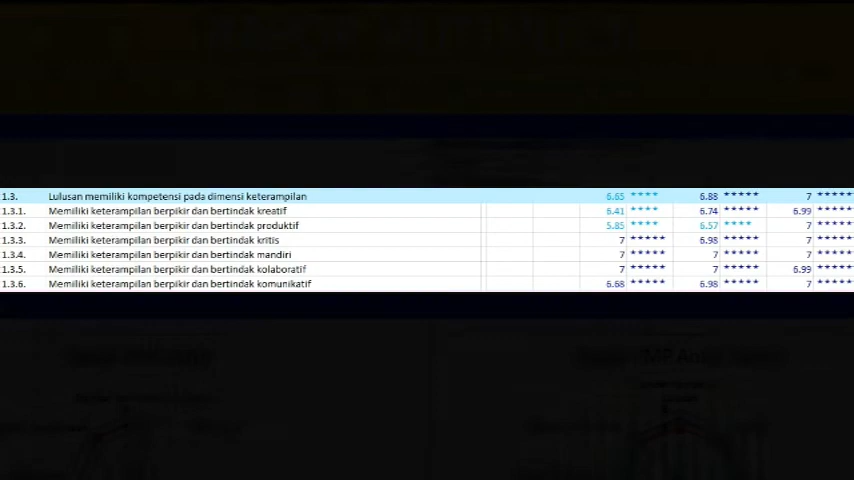 1.3. Lulusan memiliki kompetensi pada dimensi keterampilan 6.65 **** 6.88 ***** 7 *****
1.3.1. Memiliki keterampilan berpikir dan bertindak kreatif 6.41 **** 6.74 ***** 6.99 *****
1.3.2. Memiliki keterampilan berpikir dan bertindak produktif 5.85 **** 6.57 **** 7 *****
1.3.3. Memiliki keterampilan berpikir dan bertindak kritis 7 ***** 6.98 ***** 7 *****
1.3.4. Memiliki keterampilan berpikir dan bertindak mandiri 7 ***** 7 ***** 7 *****
1.3.5. Memiliki keterampilan berpikir dan bertindak kolaboratif 7 ***** 7 ***** 6.99 *****
1.3.6. Memiliki keterampilan berpikir dan bertindak komunikatif 6.68 ***** 6.98 ***** 7 *****